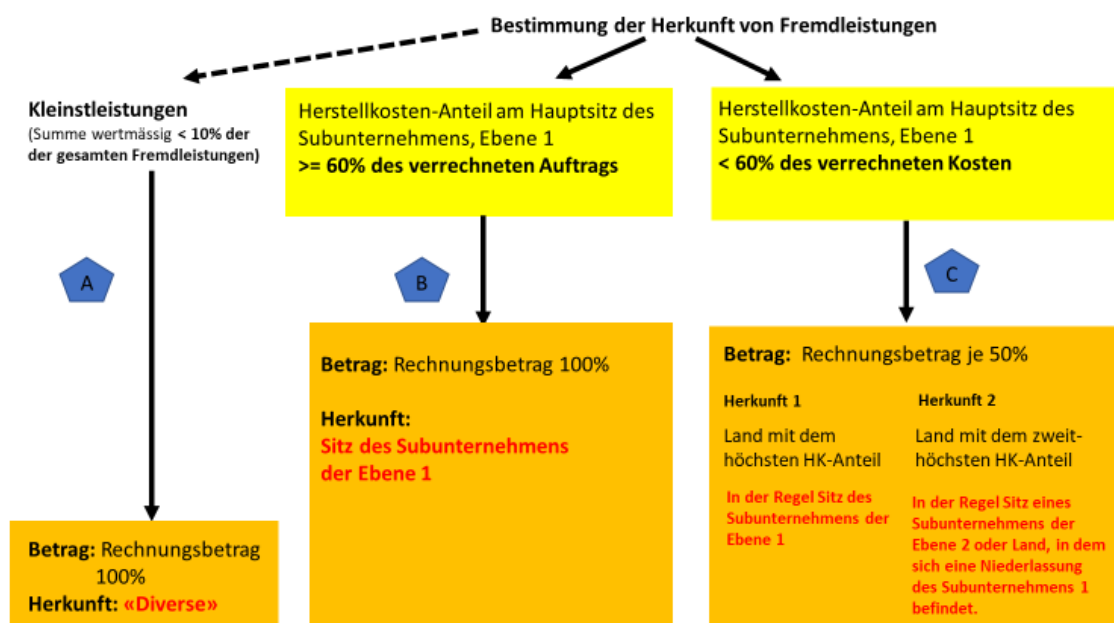 Bestimmung der Herkunft von Fremdleistungen
Kleinstleistungen
(Summe wertmässig < 10% der
der gesamten Fremdleistungen)
A
Betrag: Rechnungsbetrag
100%
Herkunft: «Diverse»
Herstellkosten-Anteil am Hauptsitz des
Subunternehmens, Ebene 1
>= 60% des verrechneten Auftrags
B
Betrag: Rechnungsbetrag 100%
Herkunft:
Sitz des Subunternehmens
der Ebene 1
Herstellkosten-Anteil am Hauptsitz des
Subunternehmens, Ebene 1
< 60% des verrechneten Kosten
C
Betrag: Rechnungsbetrag je 50%
Herkunft 1
Land mit dem
höchsten HK-Anteil
In der Regel Sitz des
Subunternehmens der
Ebene 1
Herkunft 2
Land mit dem zweit-
höchsten HK-Anteil
In der Regel Sitz eines
Subunternehmens der
Ebene 2 oder Land, in dem
sich eine Niederlassung
des Subunternehmens 1
befindet.